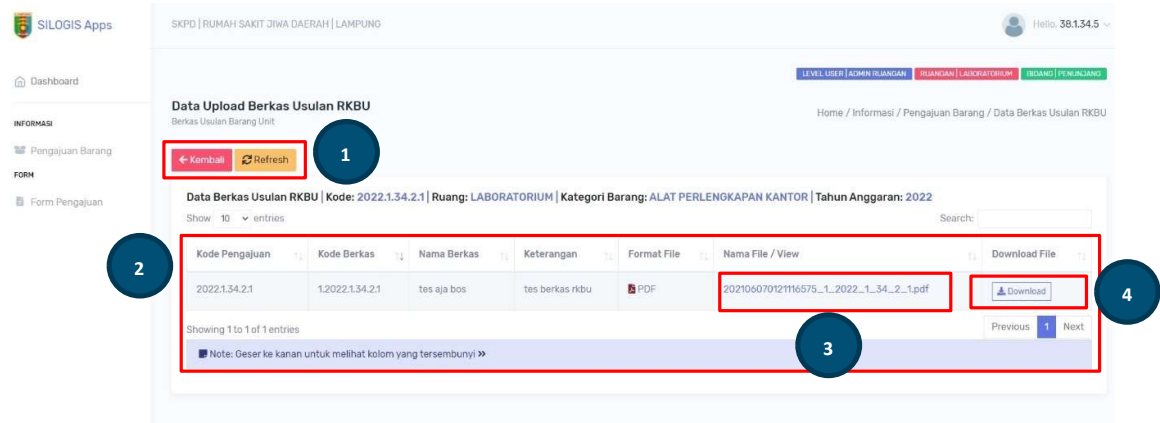 SILOGIS Apps
SKPD | RUMAH SAKIT JIWA DAERAH | LAMPUNG
Hello, 38.1.34.5
Dashboard
LEVEL USER | ADMIN RUANGAN RUANGAN | LABORATORIUM BIDANG | PENUNJANG
Data Upload Berkas Usulan RKBU
Berkas Usulan Barang Unit
Home / Informasi / Pengajuan Barang / Data Berkas Usulan RKBU
INFORMASI
Pengajuan Barang
FORM
Form Pengajuan
Kembali Refresh
1
Data Berkas Usulan RKBU | Kode: 2022.1.34.2.1 | Ruang: LABORATORIUM | Kategori Barang: ALAT PERLENGKAPAN KANTOR | Tahun Anggaran: 2022
Show 10 entries
Search:
Kode Pengajuan Kode Berkas Nama Berkas Keterangan Format File Nama File / View Download File
2
2022.1.34.2.1 1.2022.1.34.2.1 tes aja bos tes berkas rkbu PDF 202106070121116575_1_2022_1_34_2_1.pdf Download
4
Showing 1 to 1 of 1 entries
Previous 1 Next
Note: Geser ke kanan untuk melihat kolom yang tersembunyi »
3